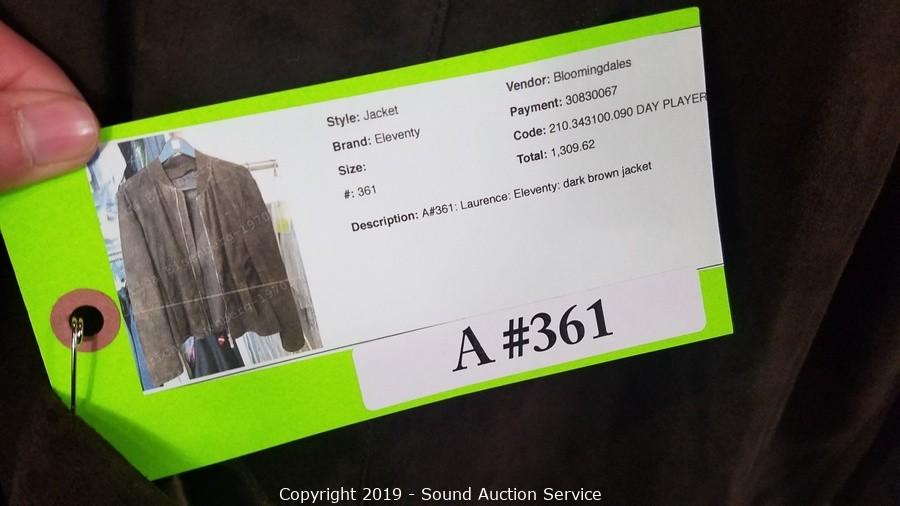 Style: Jacket
Brand: Eleventy
Size:
#: 361
Vendor: Bloomingdales
Payment: 30830067
Code: 210.343100.090 DAY PLAYER
Total: 1,309.62
Description: A#361: Laurence: Eleventy: dark brown jacket
A #361
Copyright 2019 - Sound Auction Service